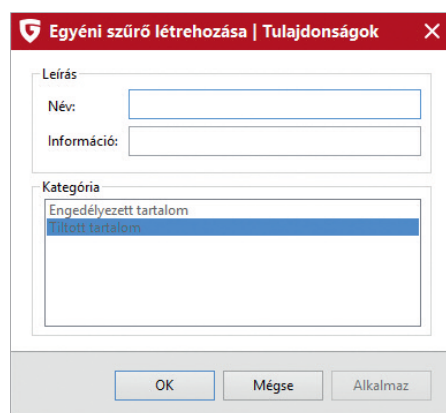 Egyéni szűrő létrehozása | Tulajdonságok
Leírás
Név:
Információ:
Kategória
Engedélyezett tartalom
Tiltott tartalom
OK
Mégse
Alkalmaz